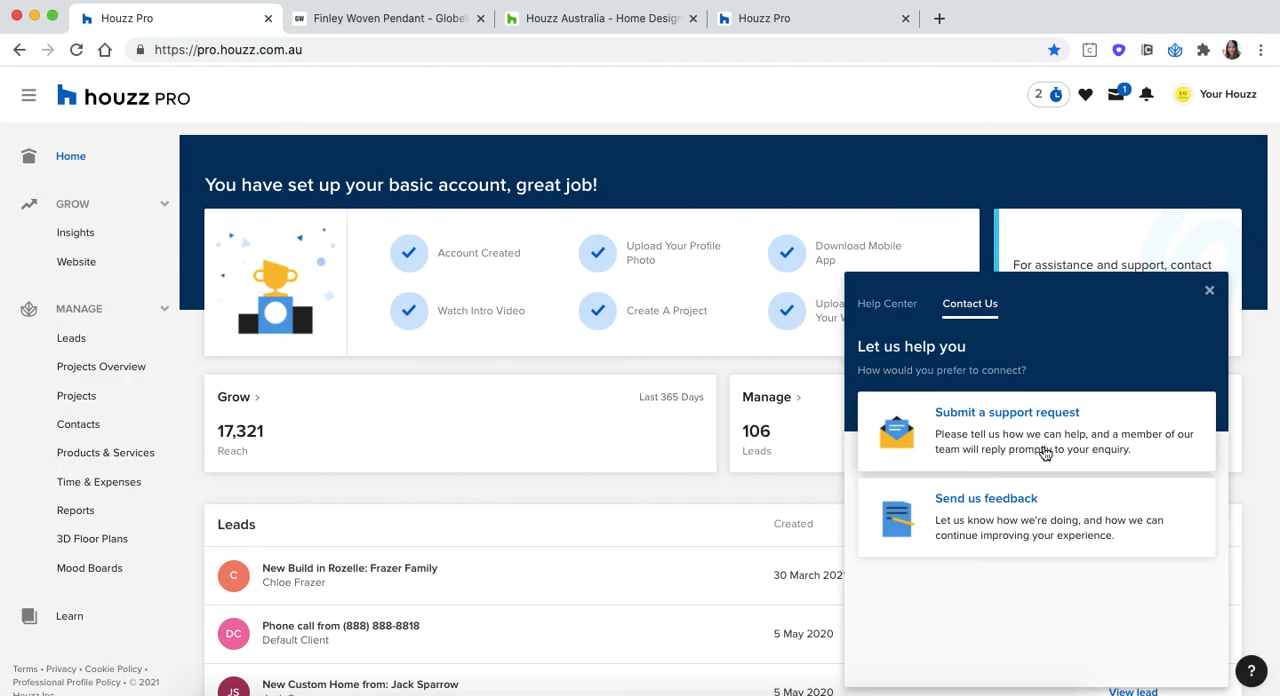 Houzz Pro
Finley Woven Pendant - Globe
Houzz Australia - Home Design
Houzz Pro
https://pro.houzz.com.au
houzz PRO
2
1
Your Houzz
Home
GROW
Insights
Website
MANAGE
Leads
Projects Overview
Projects
Contacts
Products & Services
Time & Expenses
Reports
3D Floor Plans
Mood Boards
Learn
Terms • Privacy • Cookie Policy •
Professional Profile Policy • © 2021
Houzz Inc.
You have set up your basic account, great job!
Account Created
Upload Your Profile
Photo
Download Mobile
App
Watch Intro Video
Create A Project
Your
For assistance and support, contact
Grow
Last 365 Days
17,321
Reach
Manage
106
Leads
Leads
Created
C
New Build in Rozelle: Frazer Family
Chloe Frazer
30 March 2021
DC
Phone call from (888) 888-8818
Default Client
5 May 2020
JS
New Custom Home from: Jack Sparrow
5 May 2020
View lead
Help Center
Contact Us
Let us help you
How would you prefer to connect?
Submit a support request
Please tell us how we can help, and a member of our
team will reply promptly to your enquiry.
Send us feedback
Let us know how we're doing, and how we can
continue improving your experience.
?